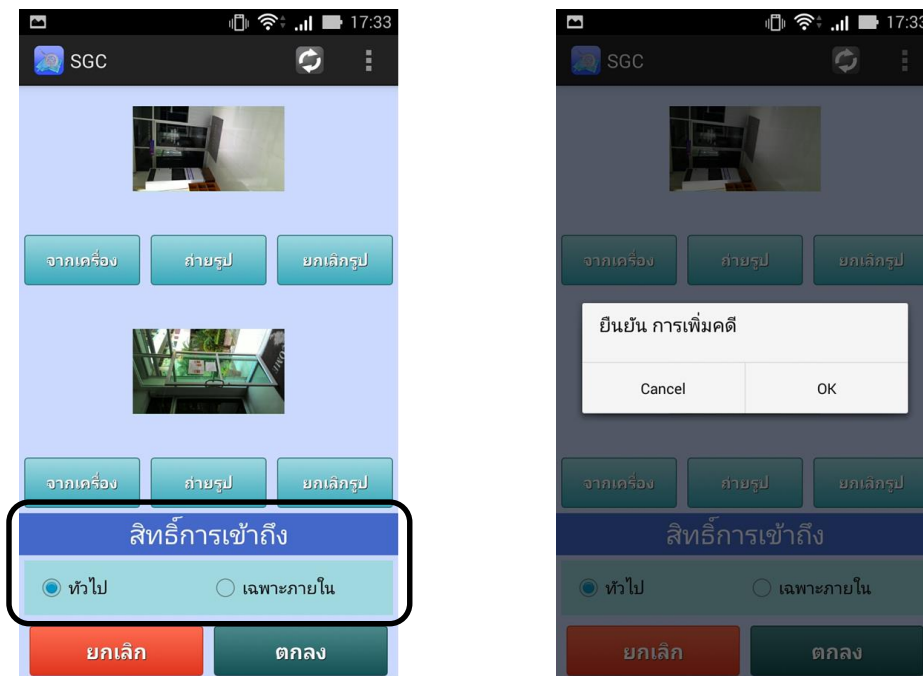 17:33
SGC
จากเครื่อง ถ่ายรูป ยกเลิกรูป
จากเครื่อง ถ่ายรูป ยกเลิกรูป
สิทธิ์การเข้าถึง
ทั่วไป เฉพาะภายใน
ยกเลิก ตกลง
17:33
SGC
จากเครื่อง ถ่ายรูป ยกเลิกรูป
ยืนยัน การเพิ่มคดี
Cancel OK
จากเครื่อง ถ่ายรูป ยกเลิกรูป
สิทธิ์การเข้าถึง
ทั่วไป เฉพาะภายใน
ยกเลิก ตกลง